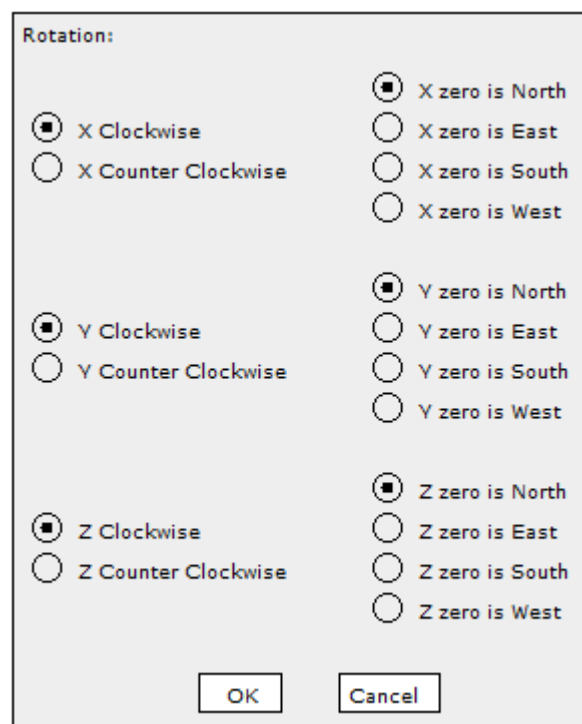 Rotation:
X zero is North
X Clockwise
X zero is East
X Counter Clockwise
X zero is South
X zero is West
Y zero is North
Y Clockwise
Y zero is East
Y Counter Clockwise
Y zero is South
Y zero is West
Z zero is North
Z Clockwise
Z zero is East
Z Counter Clockwise
Z zero is South
Z zero is West
OK
Cancel